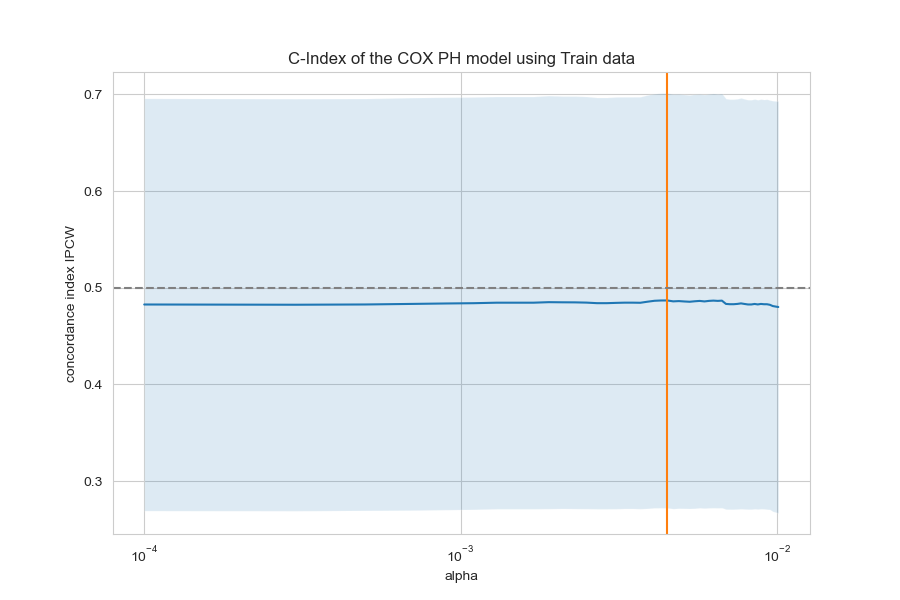 C-Index of the COX PH model using Train data
0.7
0.6
0.5
0.4
0.3
concordance index IPCW
10⁻⁴ 10⁻³ 10⁻²
alpha